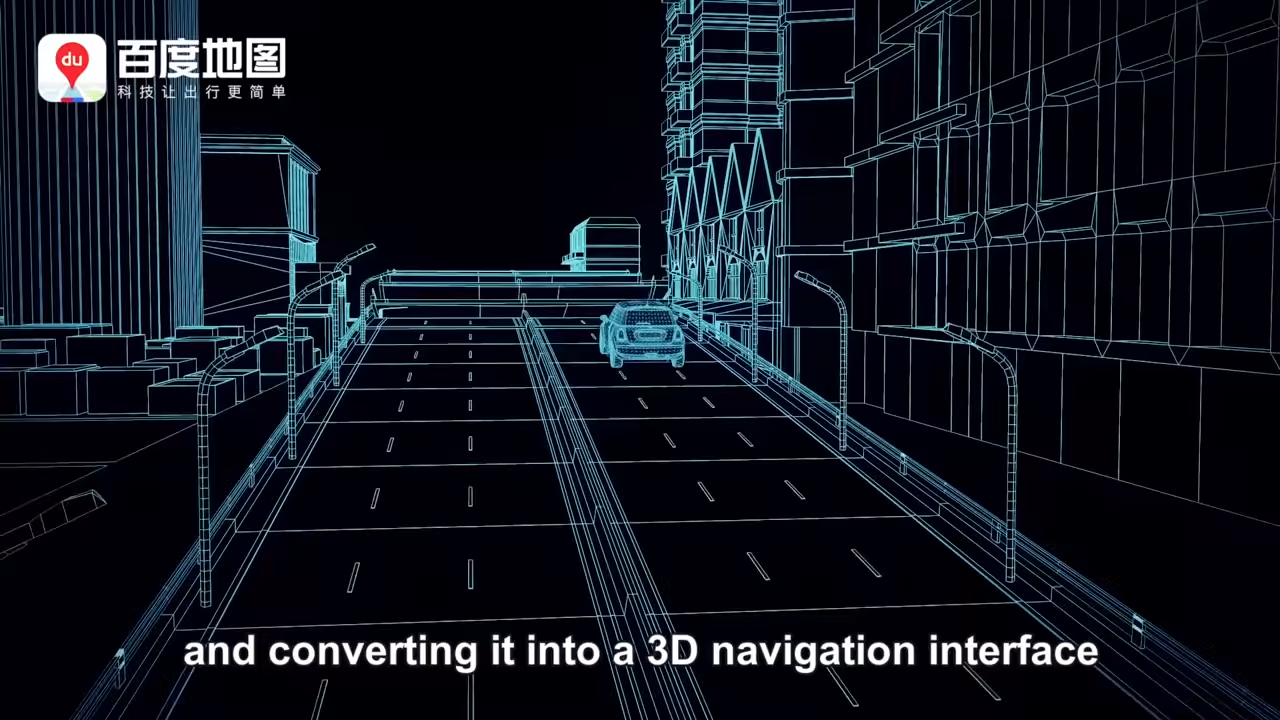 du
百度地图
科技让出行更简单
and converting it into a 3D navigation interface